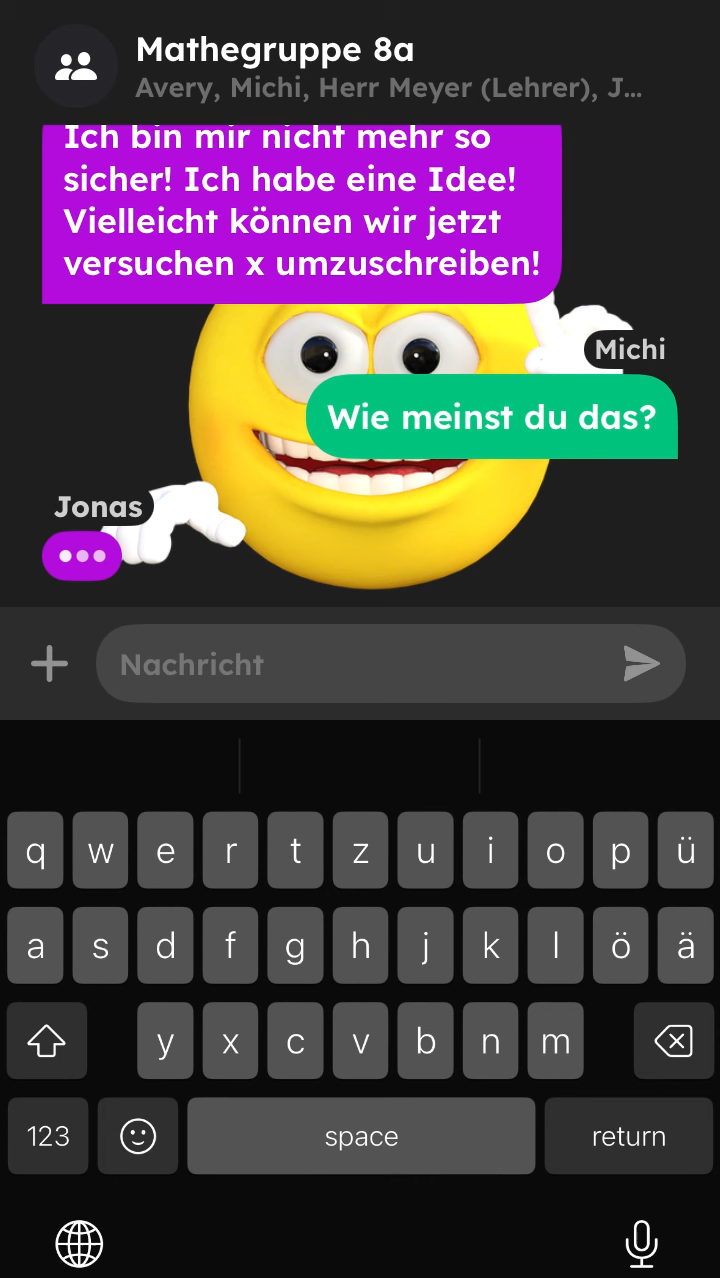 Mathegruppe 8a
Avery, Michi, Herr Meyer (Lehrer), J...
Ich bin mir nicht mehr so
sicher! Ich habe eine Idee!
Vielleicht können wir jetzt
versuchen x umzuschreiben!
Michi
Wie meinst du das?
Jonas
Nachricht
q w e r t z u i o p ü
a s d f g h j k l ö ä
y x c v b n m
123 space return